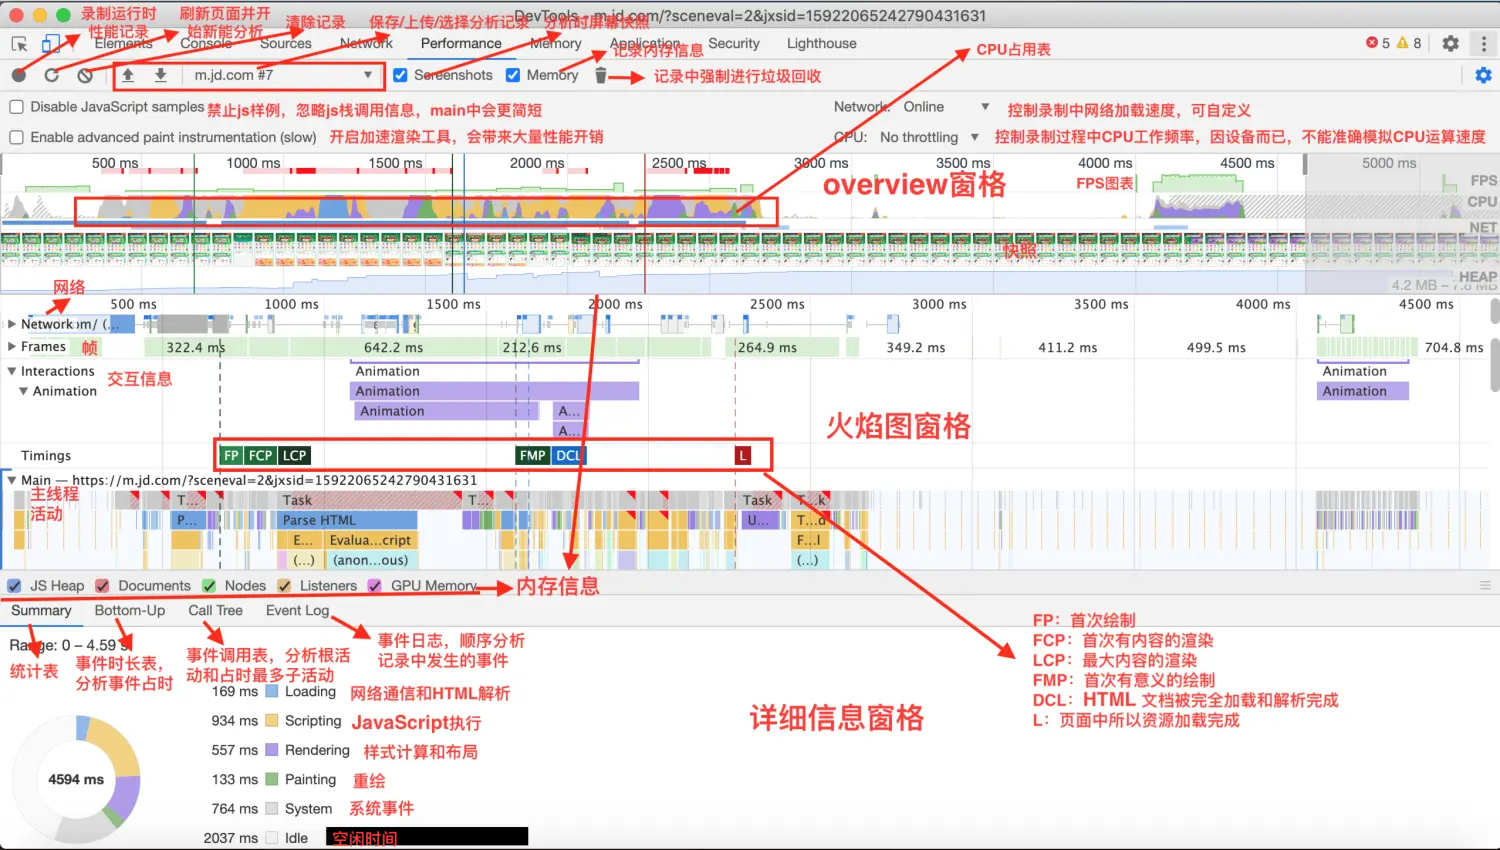 DevTools - m.jd.com/?sceneval=2&jxsid=15922065242790431631
录制运行时
性能记录
刷新页面并开
始新能分析
清除记录
保存/上传/选择分析记录
分析时屏幕快照
Elements
Console
Sources
Network
Performance
Memory
Application
Security
Lighthouse
5
8
记录内存信息
CPU占用表
m.jd.com #7
Screenshots
Memory
记录中强制进行垃圾回收
Disable JavaScript samples
禁止js样例，忽略js栈调用信息，main中会更简短
Network:
Online
控制录制中网络加载速度，可自定义
Enable advanced paint instrumentation (slow)
开启加速渲染工具，会带来大量性能开销
CPU:
No throttling
控制录制过程中CPU工作频率，因设备而已，不能准确模拟CPU运算速度
500 ms
1000 ms
1500 ms
2000 ms
2500 ms
3000 ms
3500 ms
4000 ms
4500 ms
5000 ms
overview窗格
FPS图表
FPS
CPU
NET
快照
HEAP
4.2 MB – 7.8 MB
网络
500 ms
1000 ms
1500 ms
2000 ms
2500 ms
3000 ms
3500 ms
4000 ms
4500 ms
Network
m/ (...
Frames
帧
322.4 ms
642.2 ms
212.6 ms
264.9 ms
349.2 ms
411.2 ms
499.5 ms
704.8 ms
Interactions
交互信息
Animation
Animation
Animation
Animation
Animation
Animation
A...
A...
火焰图窗格
Timings
FP
FCP
LCP
FMP
DCL
L
Main — https://m.jd.com/?sceneval=2&jxsid=15922065242790431631
主线程
活动
T...
Task
T...
Task
T...k
P...
Parse HTML
U...
T...d
E...
Evalua...cript
F...l
(...)
(anon...ous)
(...)
JS Heap
Documents
Nodes
Listeners
GPU Memory
内存信息
Summary
Bottom-Up
Call Tree
Event Log
Range: 0 – 4.59 s
统计表
事件时长表，
分析事件占时
事件调用表，分析根活
动和占时最多子活动
事件日志，顺序分析
记录中发生的事件
169 ms
Loading
网络通信和HTML解析
934 ms
Scripting
JavaScript执行
557 ms
Rendering
样式计算和布局
133 ms
Painting
重绘
764 ms
System
系统事件
2037 ms
Idle
空闲时间
4594 ms
详细信息窗格
FP：首次绘制
FCP：首次有内容的渲染
LCP：最大内容的渲染
FMP：首次有意义的绘制
DCL：HTML 文档被完全加载和解析完成
L：页面中所以资源加载完成